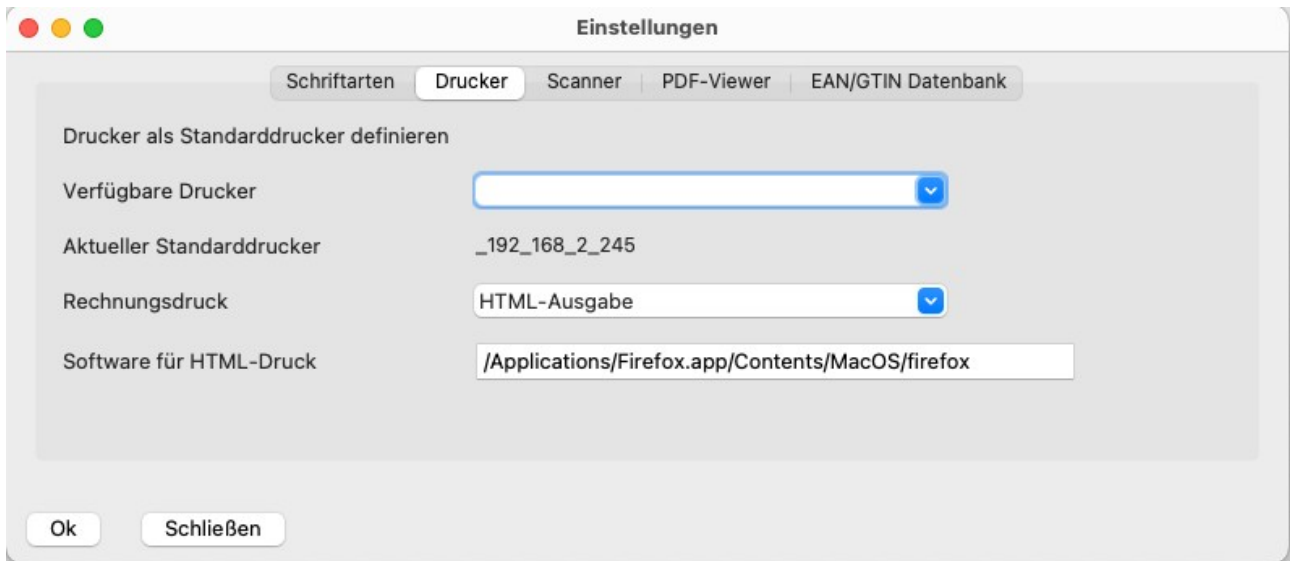 Einstellungen
Schriftarten Drucker Scanner PDF-Viewer EAN/GTIN Datenbank
Drucker als Standarddrucker definieren
Verfügbare Drucker
Aktueller Standarddrucker _192_168_2_245
Rechnungsdruck HTML-Ausgabe
Software für HTML-Druck /Applications/Firefox.app/Contents/MacOS/firefox
Ok Schließen